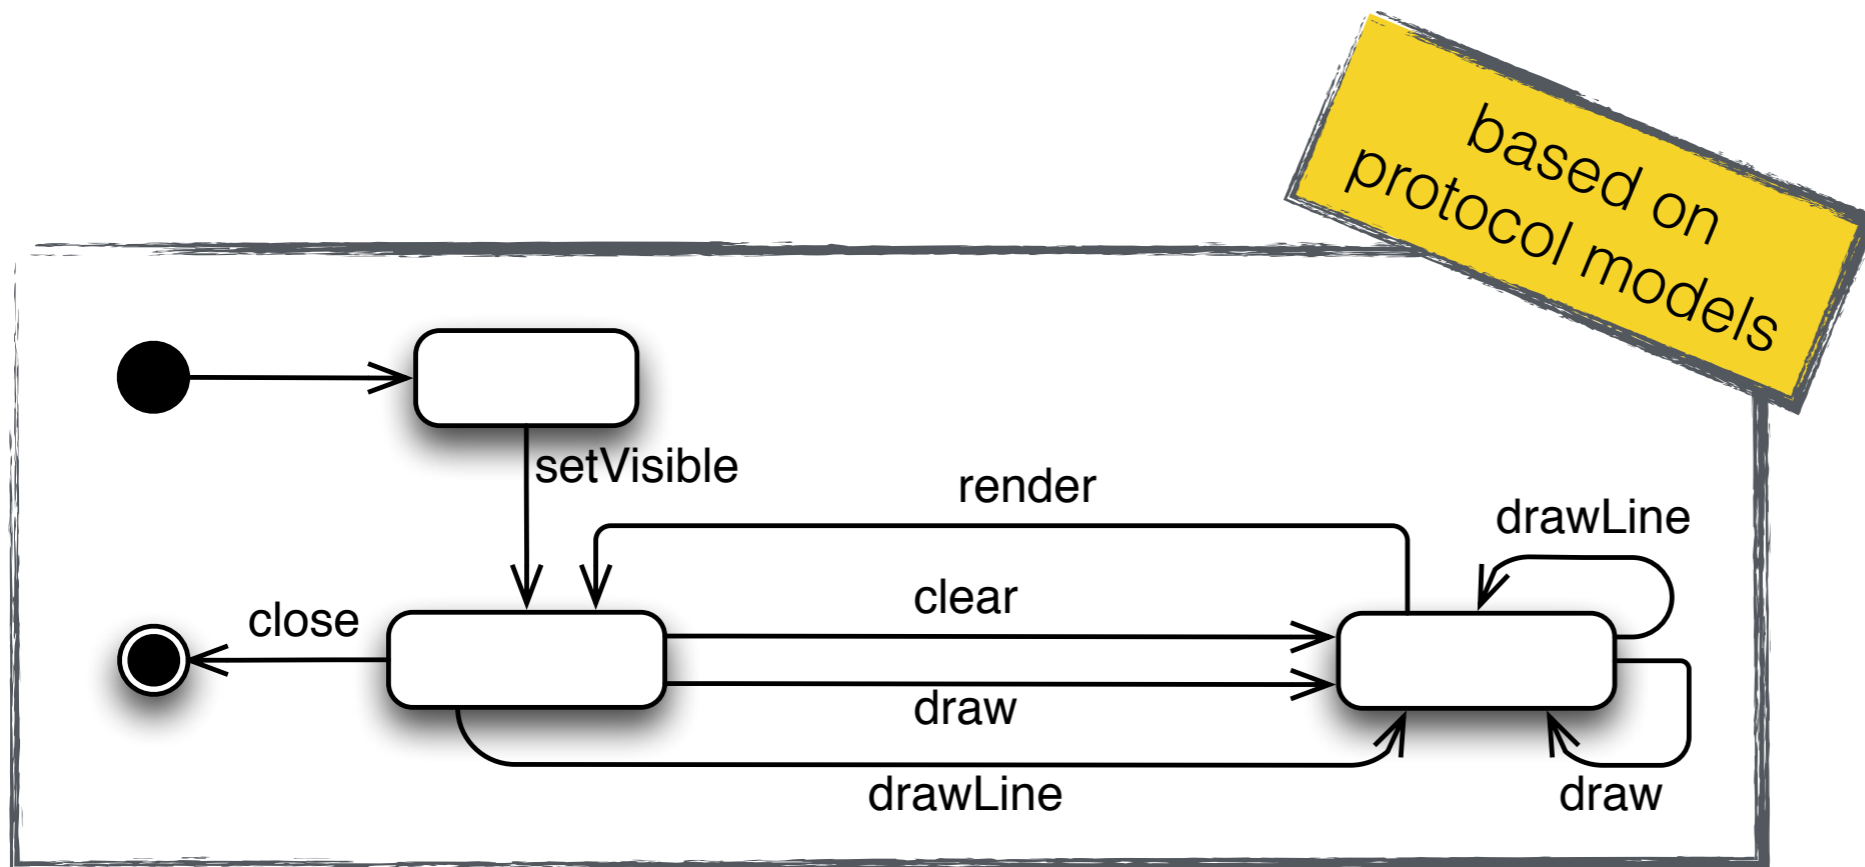 based on
protocol models
setVisible
render
drawLine
clear
close
draw
drawLine
draw